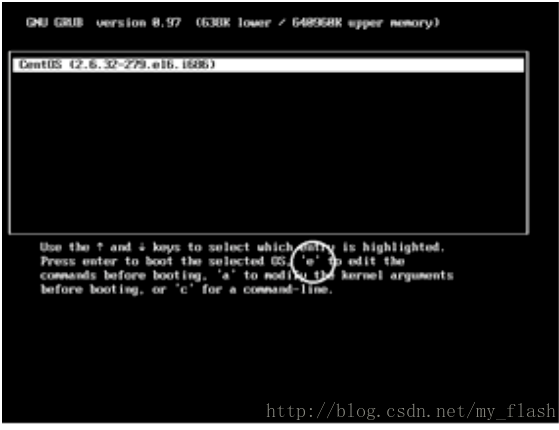 GNU GRUB version 0.97 (638K lower / 640960K upper memory)
CentOS (2.6.32-279.el6.i686)
Use the ↑ and ↓ keys to select which entry is highlighted.
Press enter to boot the selected OS, 'e' to edit the
commands before booting, 'a' to modify the kernel arguments
before booting, or 'c' for a command-line.
http://blog.csdn.net/my_flash